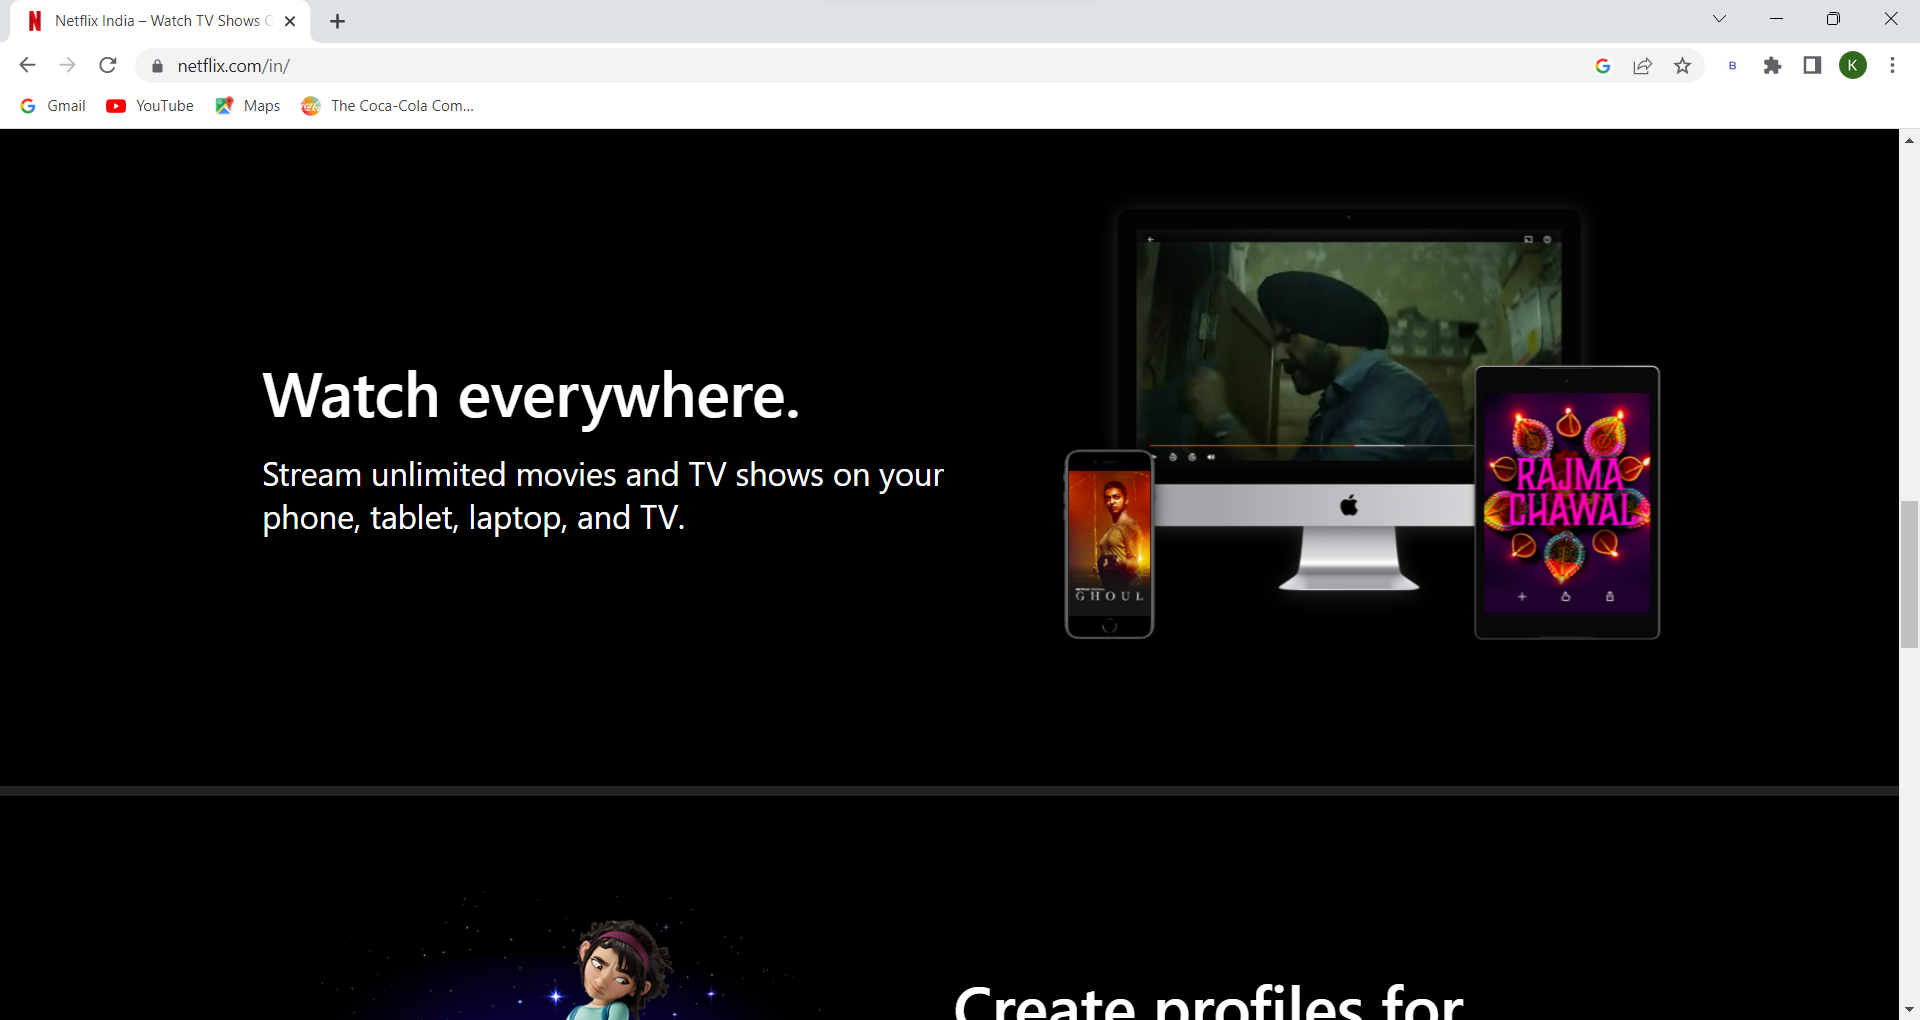 Netflix India – Watch TV Shows
netflix.com/in/
B
K
Gmail
YouTube
Maps
The Coca-Cola Com...
Watch everywhere.
Stream unlimited movies and TV shows on your
phone, tablet, laptop, and TV.
RAJMA
CHAWAL
GHOUL
Create profiles for